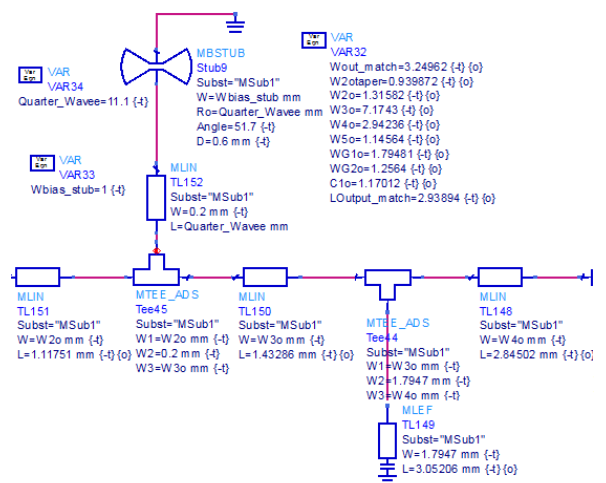 MBSTUB
Stub9
Subst="MSub1"
W=Wbias_stub mm
Ro=Quarter_Wavee mm
Angle=51.7 {-t}
D=0.6 mm {-t}
Var
Egn
VAR
VAR32
Wout_match=3.24962 {-t} {o}
W2otaper=0.939872 {-t} {o}
W2o=1.31582 {-t} {o}
W3o=7.1743 {-t} {o}
W4o=2.94236 {-t} {o}
W5o=1.14564 {-t} {o}
WG1o=1.79481 {-t} {o}
WG2o=1.2564 {-t} {o}
C1o=1.17012 {-t} {o}
LOutput_match=2.93894 {-t} {o}
Var
Egn
VAR
VAR34
Quarter_Wavee=11.1 {-t}
Var
Egn
VAR
VAR33
Wbias_stub=1 {-t}
MLIN
TL152
Subst="MSub1"
W=0.2 mm {-t}
L=Quarter_Wavee mm
MLIN
TL151
Subst="MSub1"
W=W2o mm {-t}
L=1.11751 mm {-t} {o}
MTEE_ADS
Tee45
Subst="MSub1"
W1=W2o mm {-t}
W2=0.2 mm {-t}
W3=W3o mm {-t}
MLIN
TL150
Subst="MSub1"
W=W3o mm {-t}
L=1.43286 mm {-t} {o}
MTEE_ADS
Tee44
Subst="MSub1"
W1=W3o mm {-t}
W2=1.7947 mm {-t}
W3=W4o mm {-t}
MLIN
TL148
Subst="MSub1"
W=W4o mm {-t}
L=2.84502 mm {-t} {o}
MLEF
TL149
Subst="MSub1"
W=1.7947 mm {-t}
L=3.05206 mm {-t} {o}